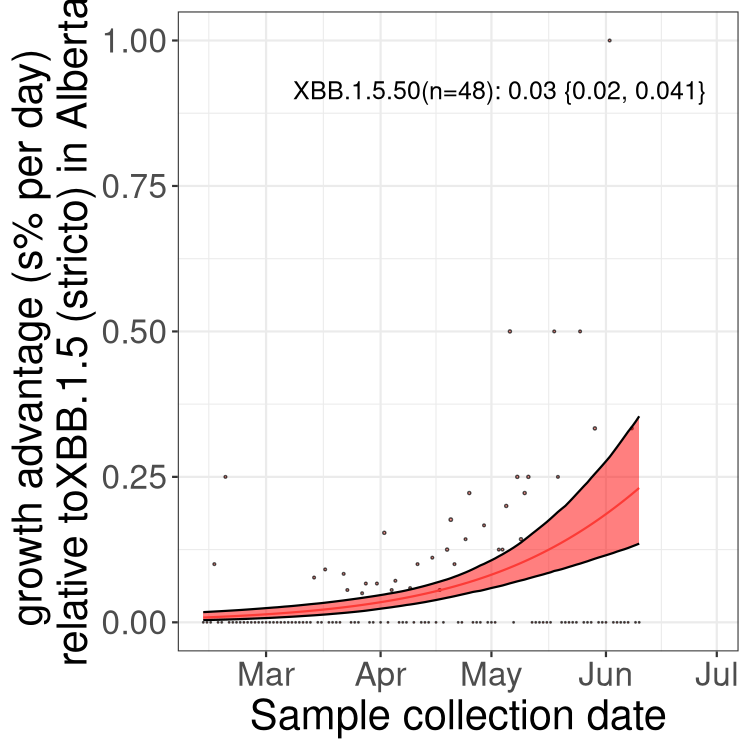 growth advantage (s% per day)
relative toXBB.1.5 (stricto) in Alberta
1.00
0.75
0.50
0.25
0.00
XBB.1.5.50(n=48): 0.03 {0.02, 0.041}
Mar
Apr
May
Jun
Jul
Sample collection date